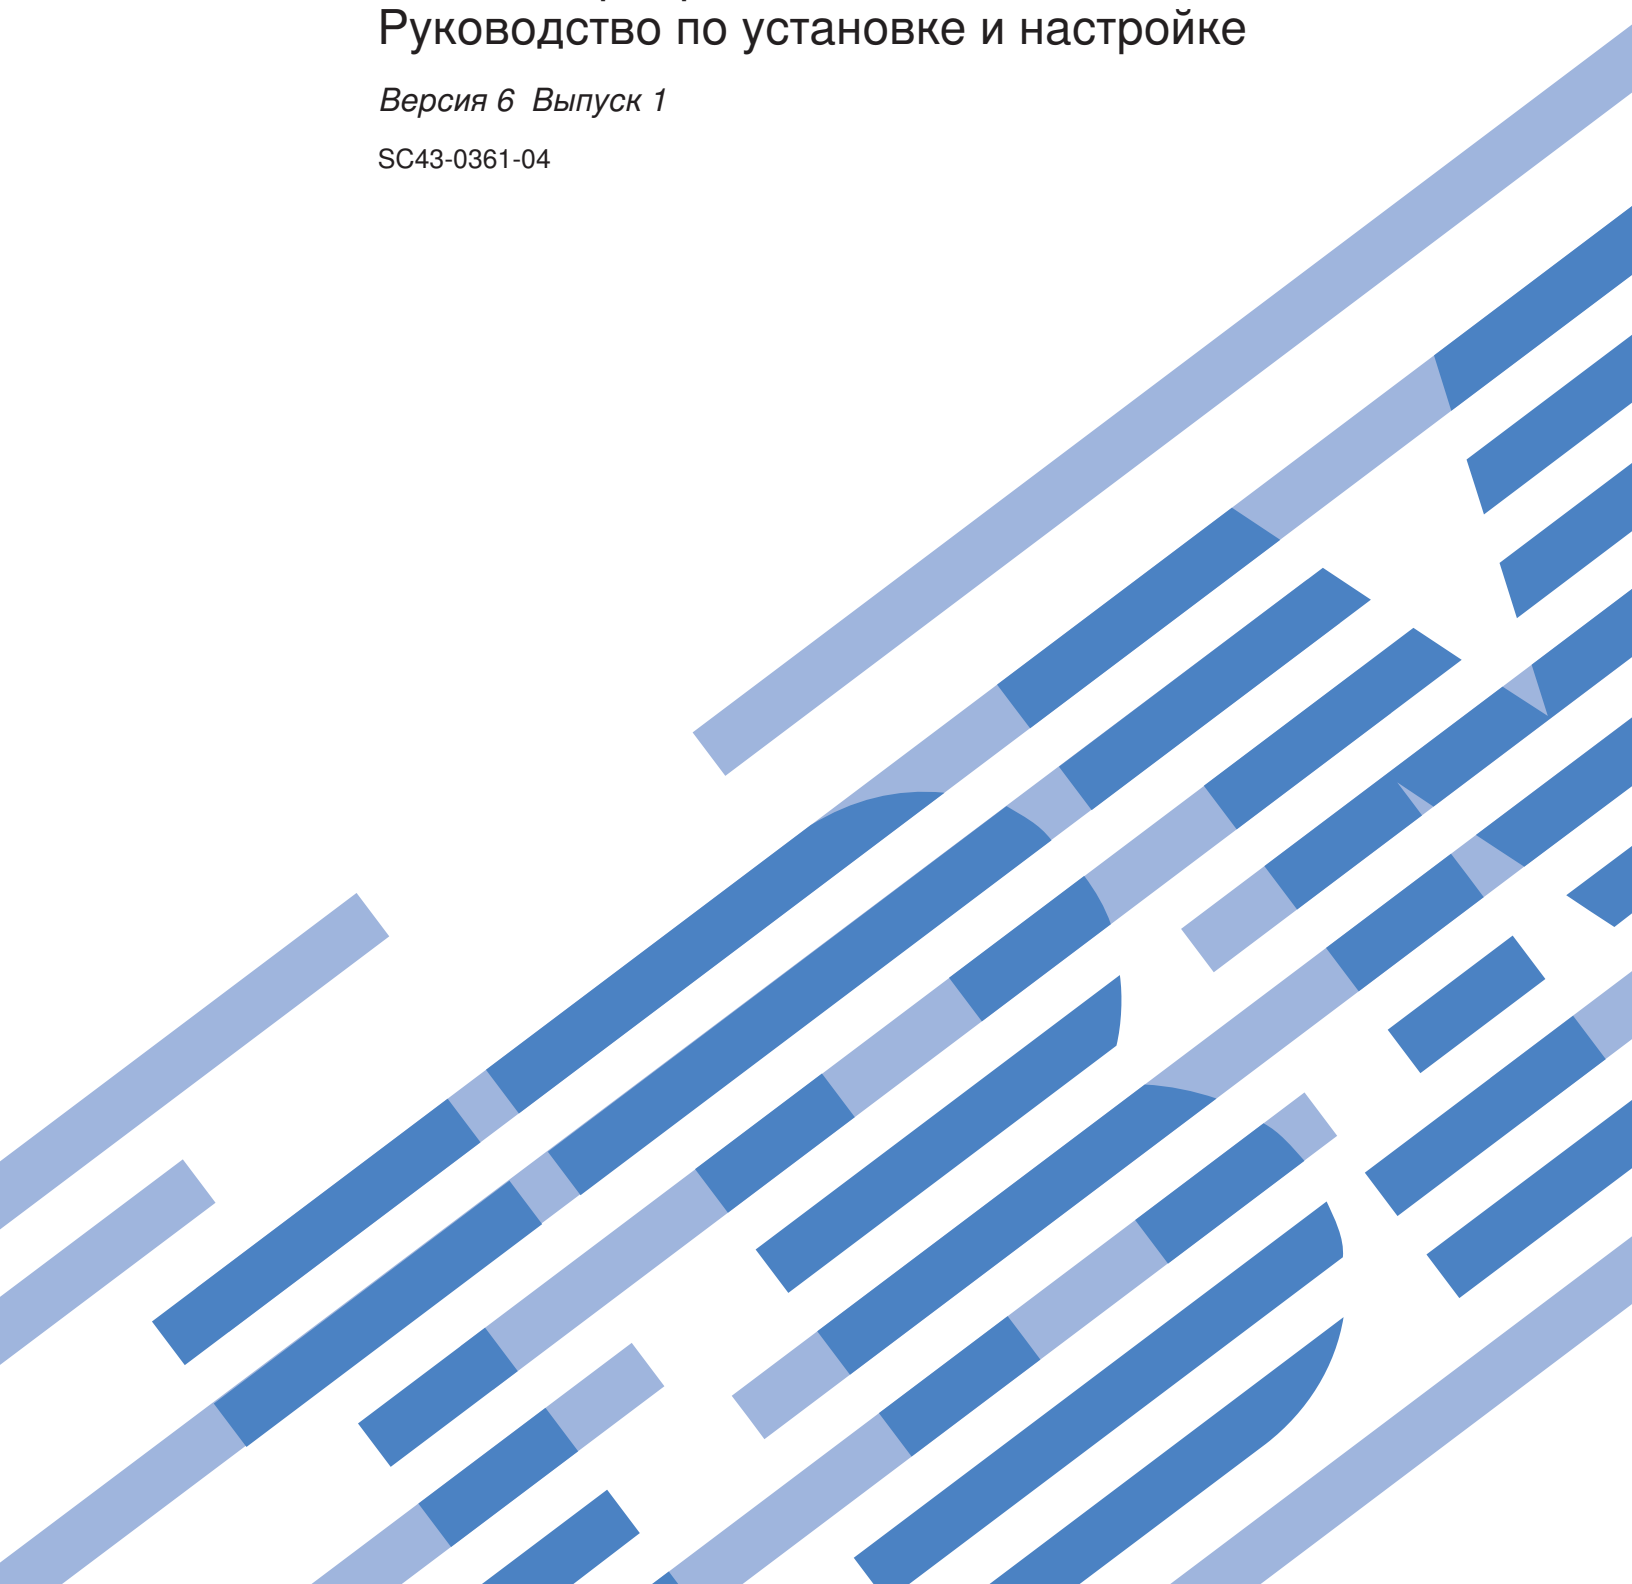 Руководство по установке и настройке
Версия 6 Выпуск 1
SC43-0361-04